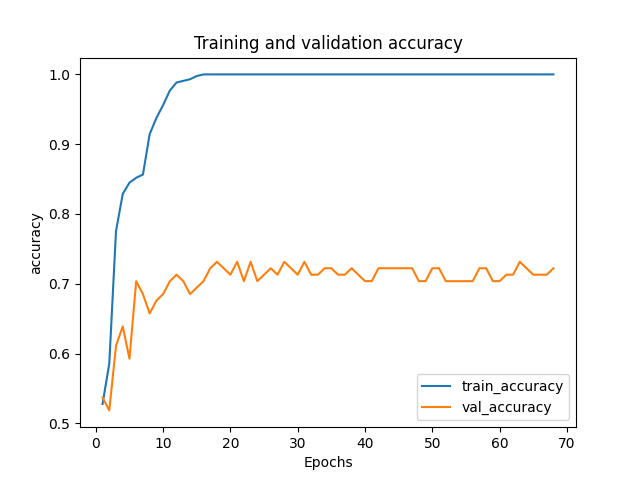 Training and validation accuracy
1.0
0.9
0.8
0.7
0.6
0.5
accuracy
train_accuracy
val_accuracy
0 10 20 30 40 50 60 70
Epochs